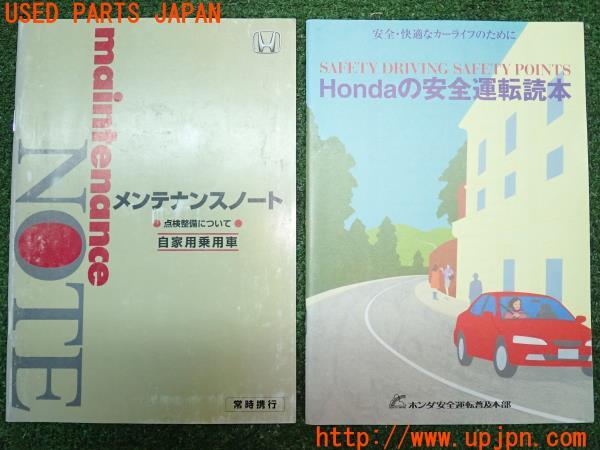 USED PARTS JAPAN
maintenance
NOTE
メンテナンスノート
点検整備について
自家用乗用車
常時携行
安全・快適なカーライフのために
SAFETY DRIVING SAFETY POINTS
Hondaの安全運転読本
ホンダ安全運転普及本部
http://www.upjpn.com